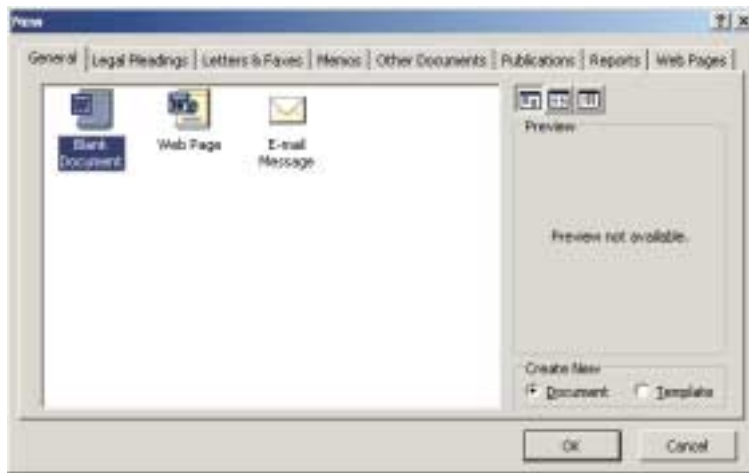 New
General Legal Pleadings Letters & Faxes Memos Other Documents Publications Reports Web Pages
Blank Document
Web Page
E-mail Message
Preview
Preview not available.
Create New
Document Template
OK Cancel